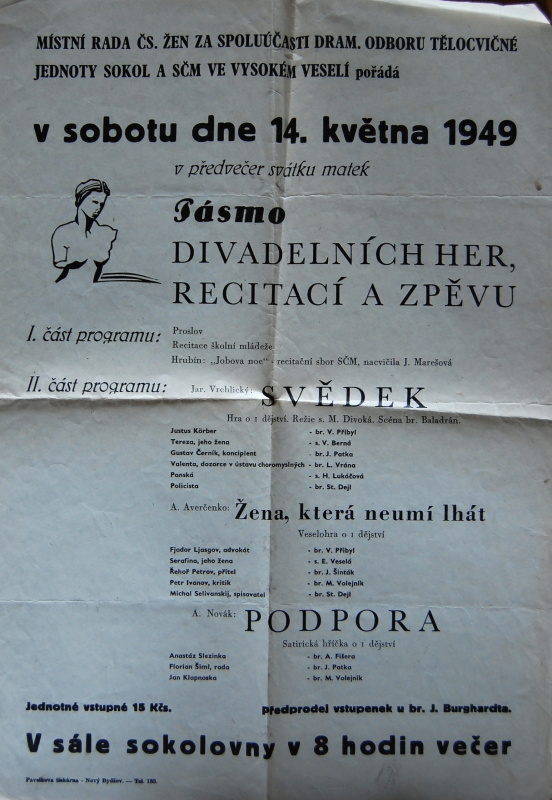 MÍSTNÍ RADA ČS. ŽEN ZA SPOLUÚČASTI DRAM. ODBORU TĚLOCVIČNÉ
JEDNOTY SOKOL A SČM VE VYSOKÉM VESELÍ pořádá
v sobotu dne 14. května 1949
v předvečer svátku matek
Pásmo
DIVADELNÍCH HER,
RECITACÍ A ZPĚVU
I. část programu: Proslov
Recitace školní mládeže
Hrubín: „Jobova noc“ - recitační sbor SČM, nacvičila J. Marešová
II. část programu: Jar. Vrchlický: SVĚDEK
Hra o 1 dějství. Režie s. M. Divoká. Scéna br. Baladrán.
Justus Körber - br. V. Přibyl
Tereza, jeho žena - s. V. Bernd
Gustav Černík, koncipient - br. J. Patka
Valenta, dozorce v ústavu choromyslných - br. L. Vrána
Panská - s. H. Lukáčová
Policista - br. St. Dejl
A. Averčenko: Žena, která neumí lhát
Veselohra o 1 dějství
Fjodor Ljasgov, advokát - br. V. Přibyl
Serafina, jeho žena - s. E. Veselá
Řehoř Petrov, přítel - br. J. Šinták
Petr Ivanov, kritik - br. M. Volejník
Michal Selivanskij, spisovatel - br. St. Dejl
A. Novák: PODPORA
Satirická hříčka o 1 dějství
Anastáz Slezinka - br. A. Fišera
Florian Šiml, rada - br. J. Patka
Jan Klapnoska - br. M. Volejník
Jednotné vstupné 15 Kčs. Předprodej vstupenek u br. J. Burghardta.
V sále sokolovny v 8 hodin večer
Pavelkova tiskárna - Nový Bydžov. — Tel. 182.